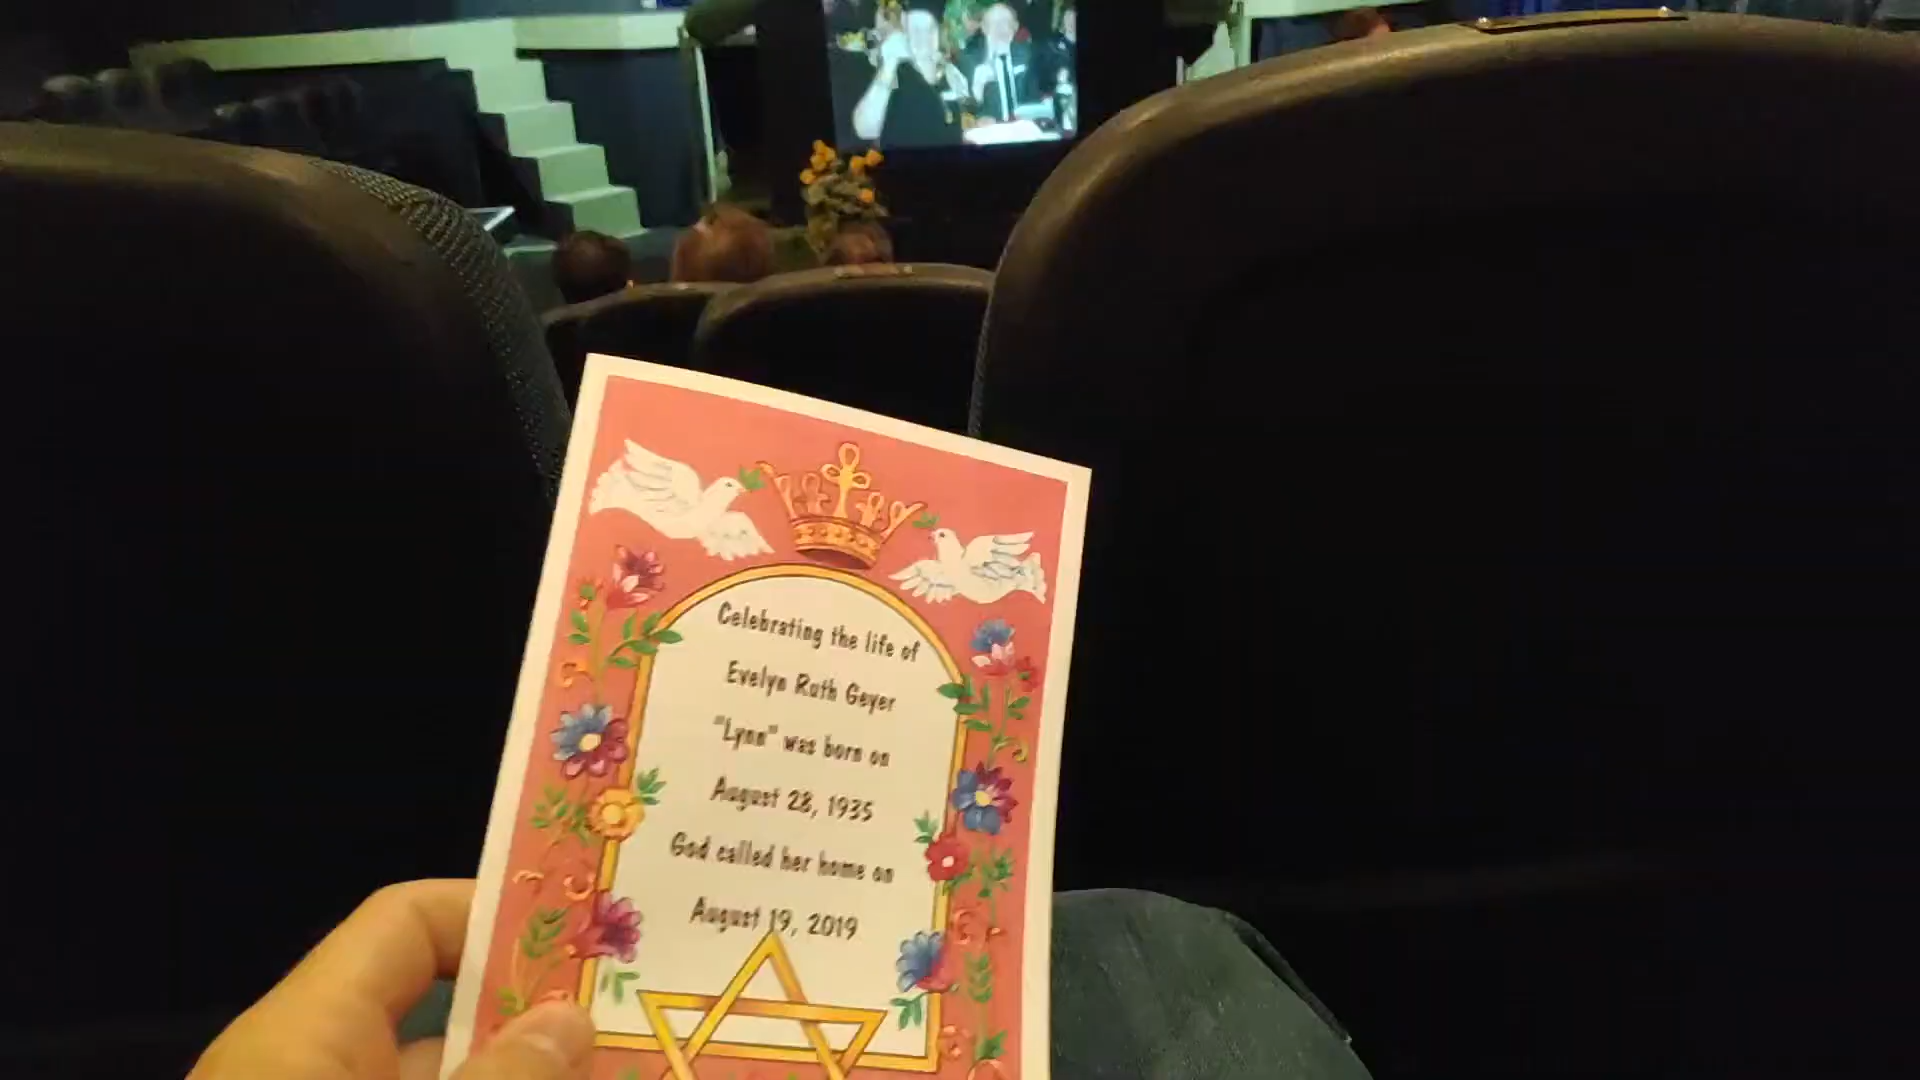 Celebrating the life of
Evelyn Ruth Geyer
"Lynn" was born on
August 28, 1935
God called her home on
August 19, 2019